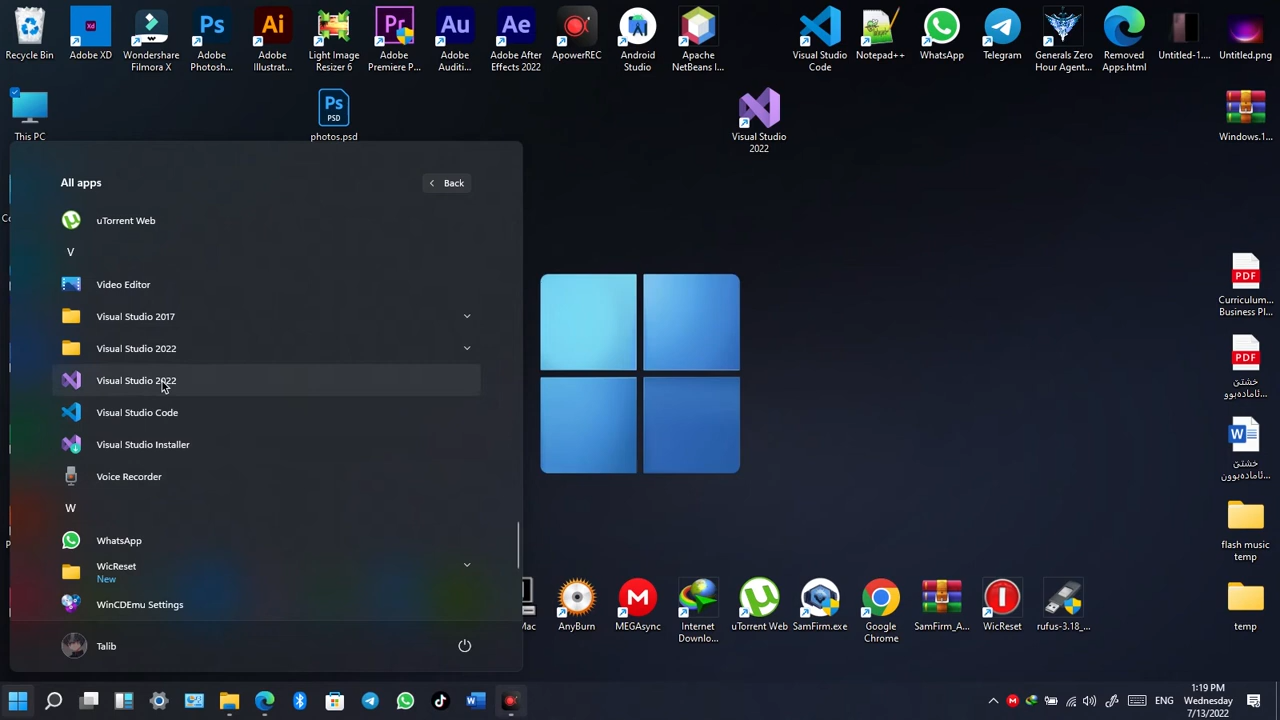 Recycle Bin
Adobe XD
Wondershare
Filmora X
Adobe
Photosh...
Adobe
Illustrat...
Light Image
Resizer 6
Adobe
Premiere P...
Adobe
Auditi...
Adobe After
Effects 2022
ApowerREC
Android
Studio
Apache
NetBeans I...
Visual Studio
Code
Notepad++
WhatsApp
Telegram
Generals Zero
Hour Agent...
Removed
Apps.html
Untitled-1....
Untitled.png
This PC
photos.psd
Visual Studio
2022
Windows.1...
All apps
Back
uTorrent Web
V
Video Editor
Visual Studio 2017
Visual Studio 2022
Visual Studio 2022
Visual Studio Code
Visual Studio Installer
Voice Recorder
W
WhatsApp
WicReset
New
WinCDEmu Settings
Talib
Curriculum...
Business Pl...
خشتێ
ئامادەبوو...
خشتێ
ئامادەبوون...
flash music
temp
temp
Mac
AnyBurn
MEGAsync
Internet
Downlo...
uTorrent Web
SamFirm.exe
Google
Chrome
SamFirm_A...
WicReset
rufus-3.18_...
ENG
1:19 PM
Wednesday
7/13/2022